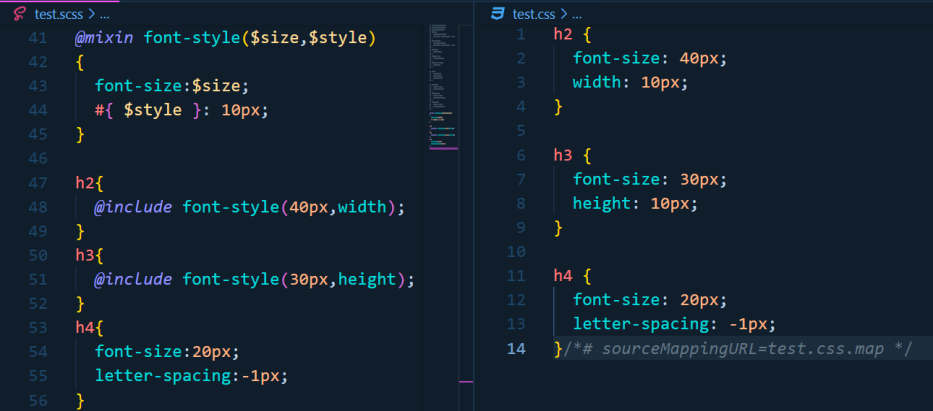 test.scss > ...
41 @mixin font-style($size,$style)
42 {
43 font-size:$size;
44 #{ $style }: 10px;
45 }
46
47 h2{
48 @include font-style(40px,width);
49 }
50 h3{
51 @include font-style(30px,height);
52 }
53 h4{
54 font-size:20px;
55 letter-spacing:-1px;
56 }
test.css > ...
1 h2 {
2 font-size: 40px;
3 width: 10px;
4 }
5
6 h3 {
7 font-size: 30px;
8 height: 10px;
9 }
10
11 h4 {
12 font-size: 20px;
13 letter-spacing: -1px;
14 }/*# sourceMappingURL=test.css.map */